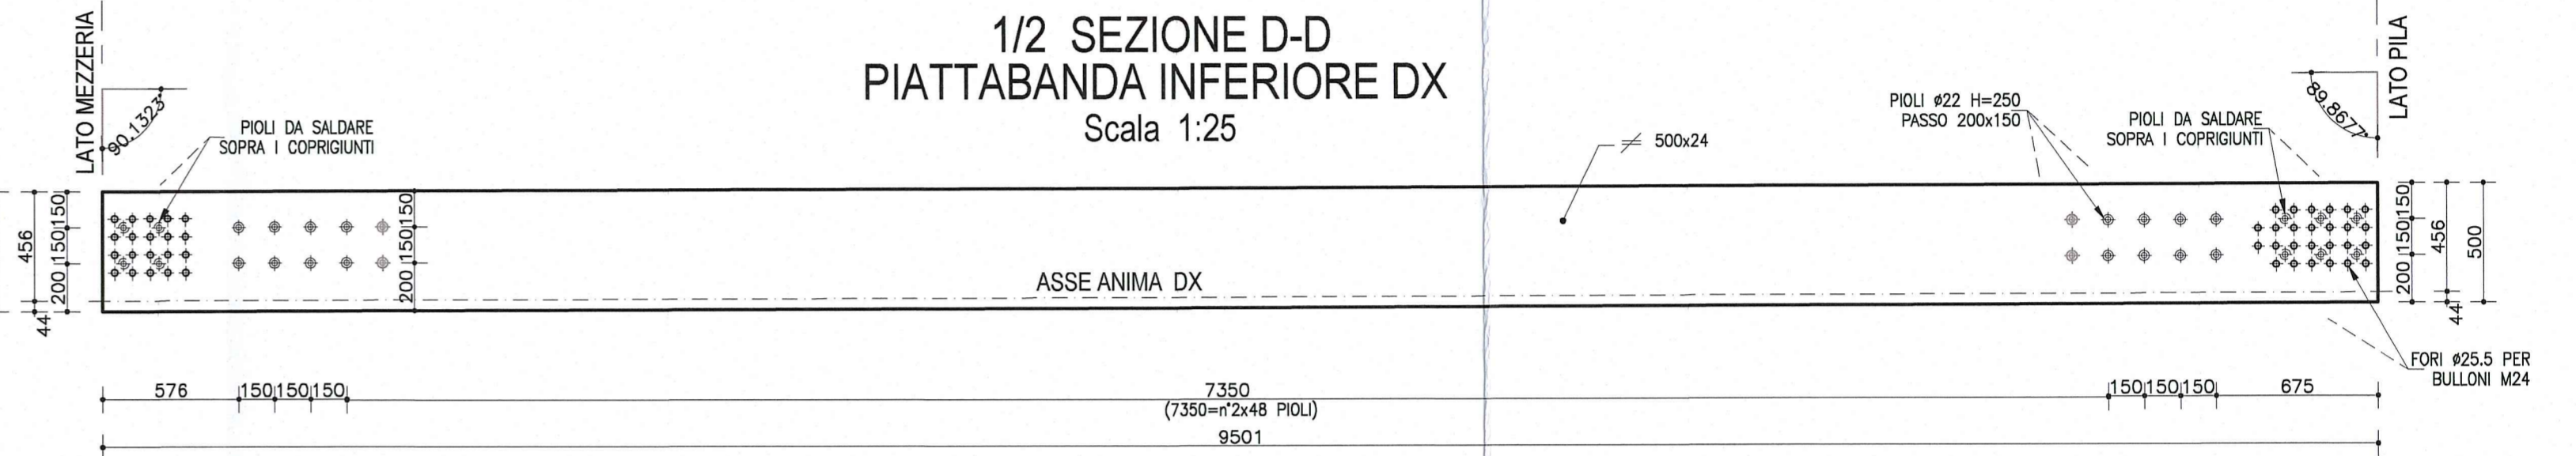 1/2 SEZIONE D-D
PIATTABANDA INFERIORE DX
Scala 1:25
LATO MEZZERIA
90.1323°
PIOLI DA SALDARE
SOPRA I COPRIGIUNTI
500x24
PIOLI ø22 H=250
PASSO 200x150
PIOLI DA SALDARE
SOPRA I COPRIGIUNTI
89.8677°
LATO PILA
456
150
150
200
44
150
150
200
ASSE ANIMA DX
150
150
200
456
44
500
FORI ø25.5 PER
BULLONI M24
576
150
150
150
7350
(7350=n°2x48 PIOLI)
150
150
150
675
9501